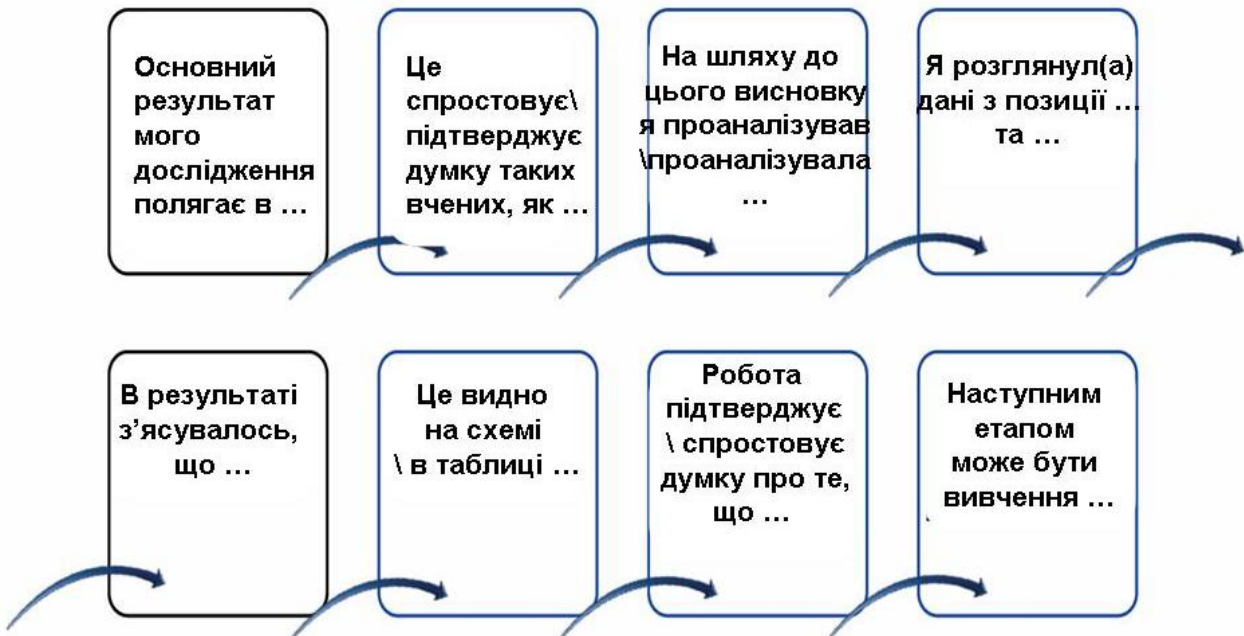 Основний
результат
мого
дослідження
полягає в ...
Це
спростовує\
підтверджує
думку таких
вчених, як ...
На шляху до
цього висновку
я проаналізував
\проаналізувала
...
Я розглянул(а)
дані з позиції ...
та ...
В результаті
з’ясувалось,
що ...
Це видно
на схемі
\ в таблиці ...
Робота
підтверджує
\ спростовує
думку про те,
що ...
Наступним
етапом
може бути
вивчення ...